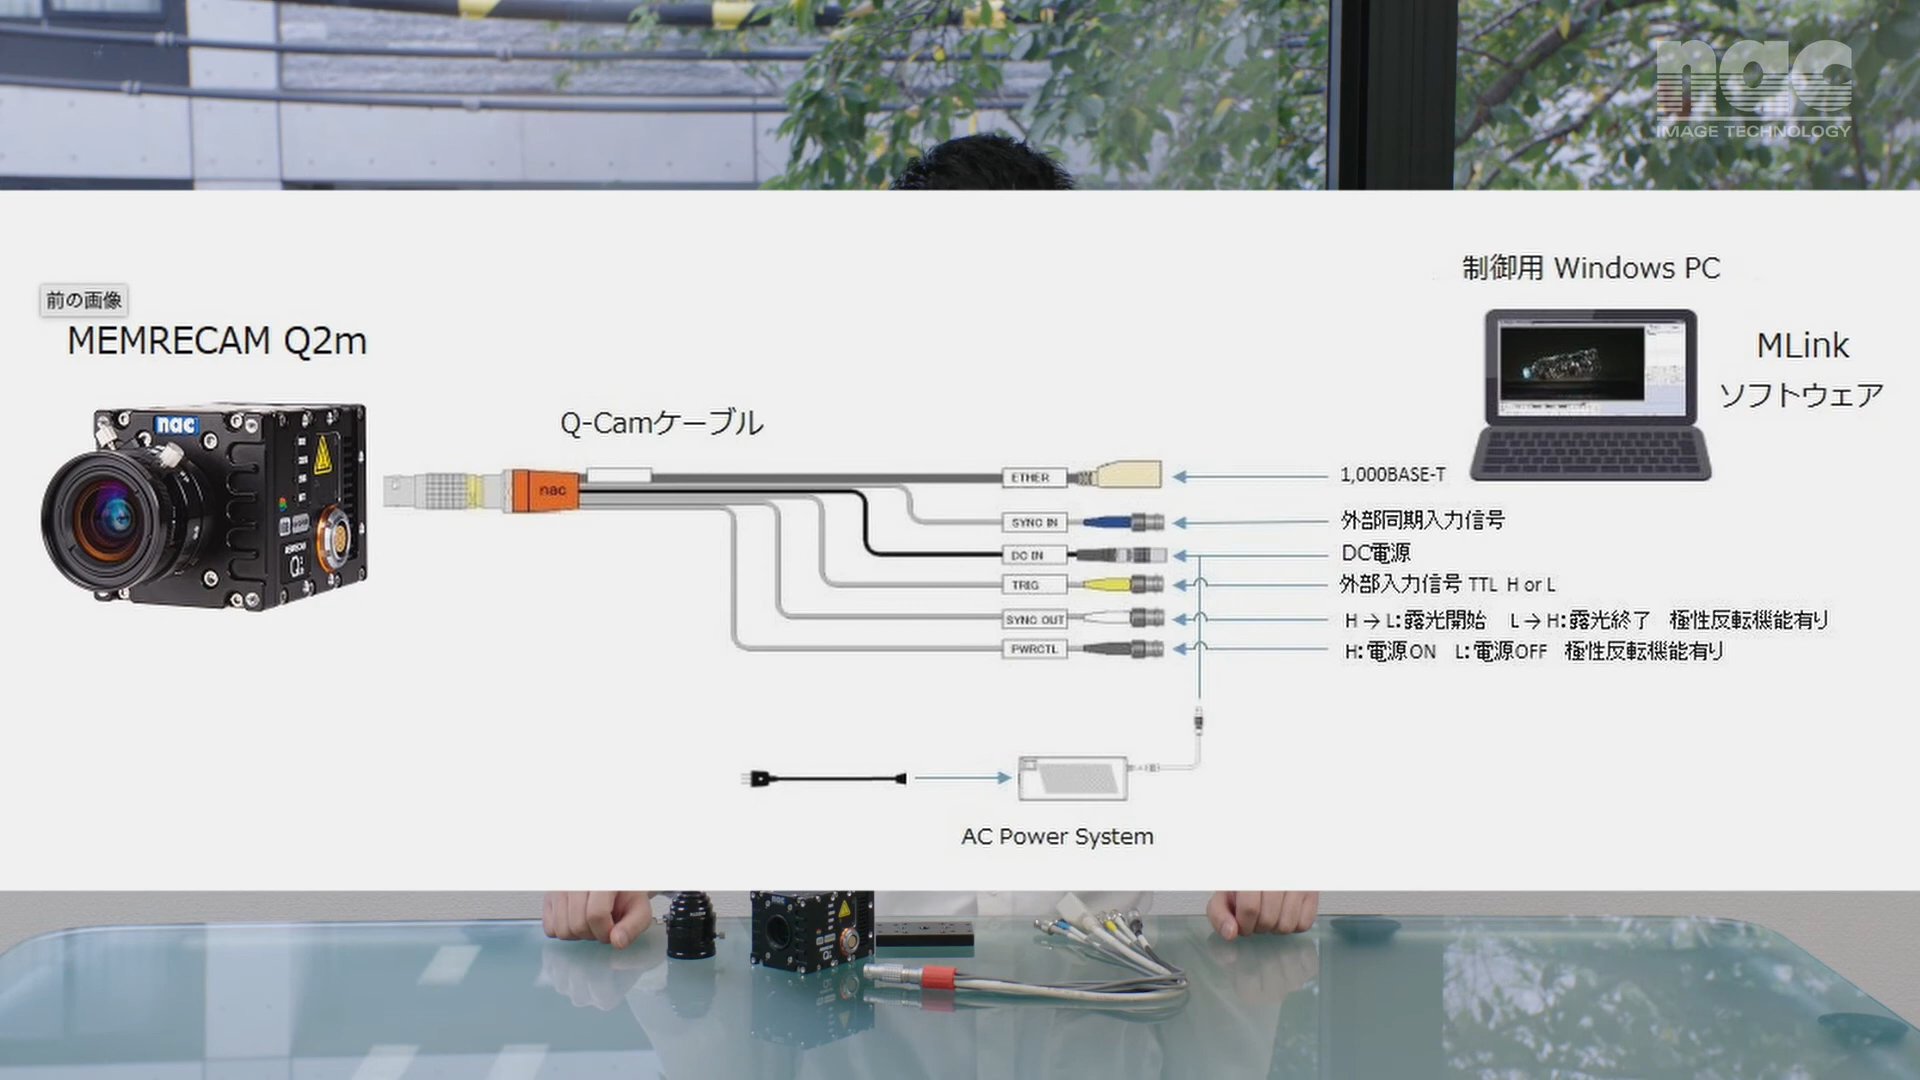 nac
IMAGE TECHNOLOGY
制御用 Windows PC
前の画像
MEMRECAM Q2m
MLink
ソフトウェア
nac
Q-Camケーブル
nac
ETHER
1,000BASE-T
SYNC IN
外部同期入力信号
DC IN
DC電源
TRIG
外部入力信号 TTL H or L
SYNC OUT
H→L:露光開始 L→H:露光終了 極性反転機能有り
PWRCTL
H:電源ON L:電源OFF 極性反転機能有り
AC Power System
nac